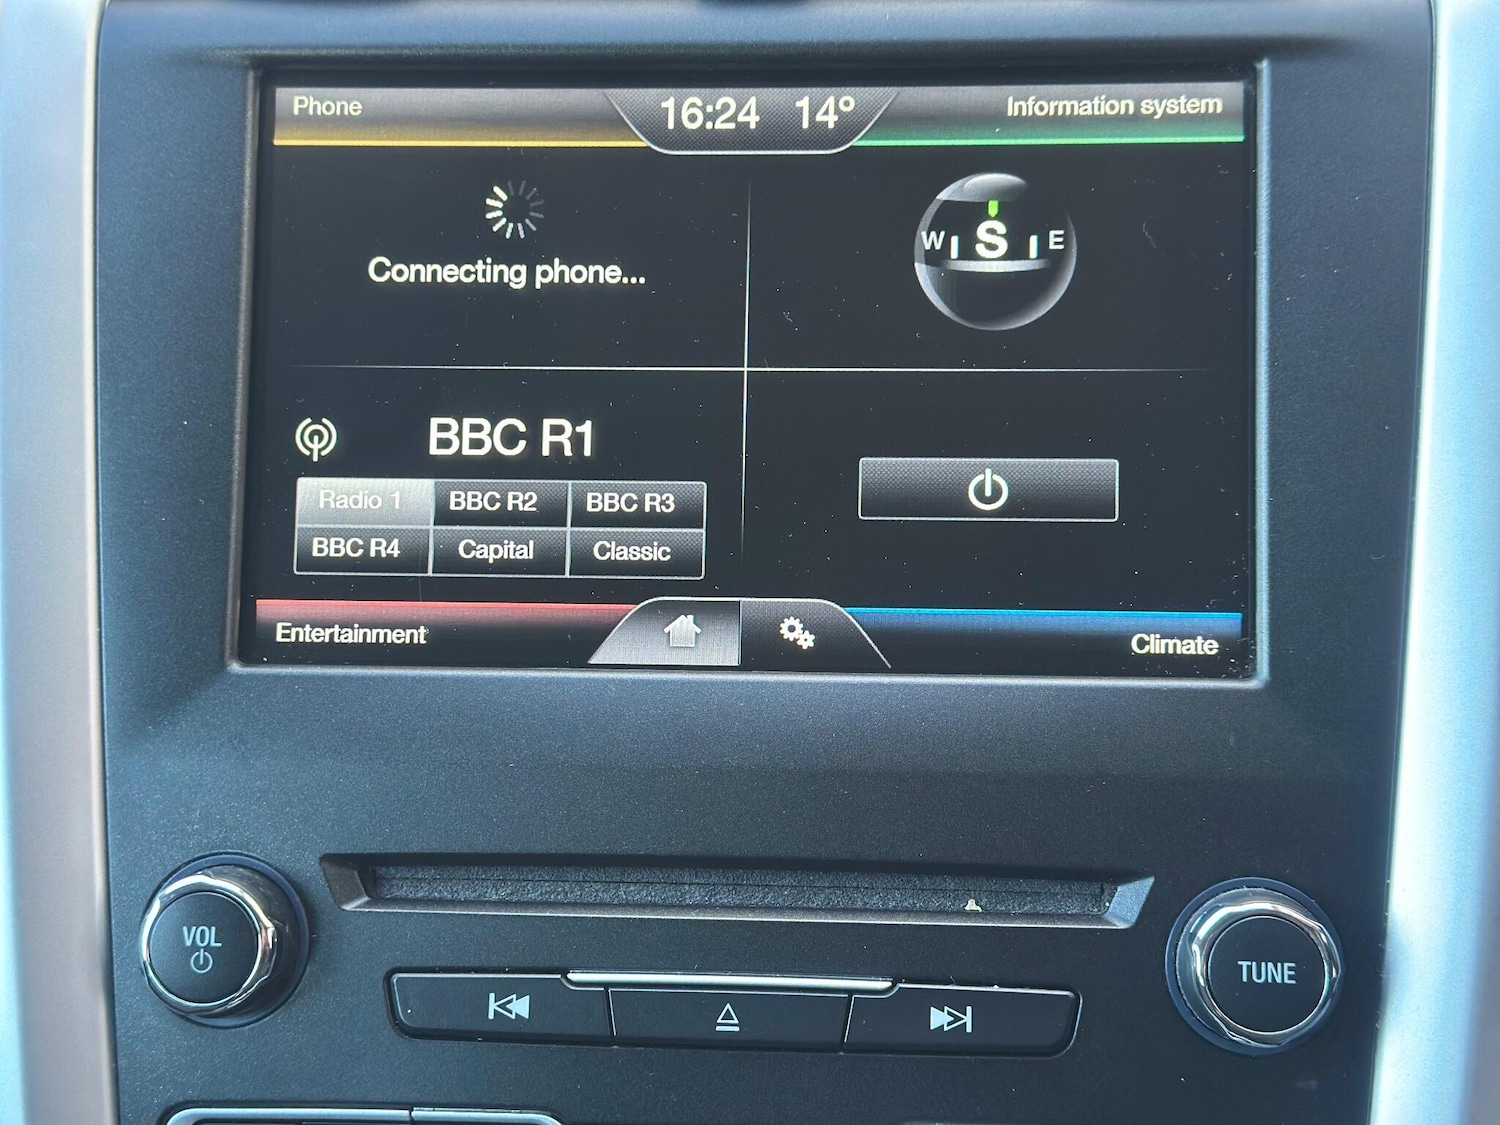 Phone
16:24 14°
Information system
Connecting phone...
W S E
BBC R1
Radio 1 BBC R2 BBC R3
BBC R4 Capital Classic
Entertainment
Climate
VOL
TUNE